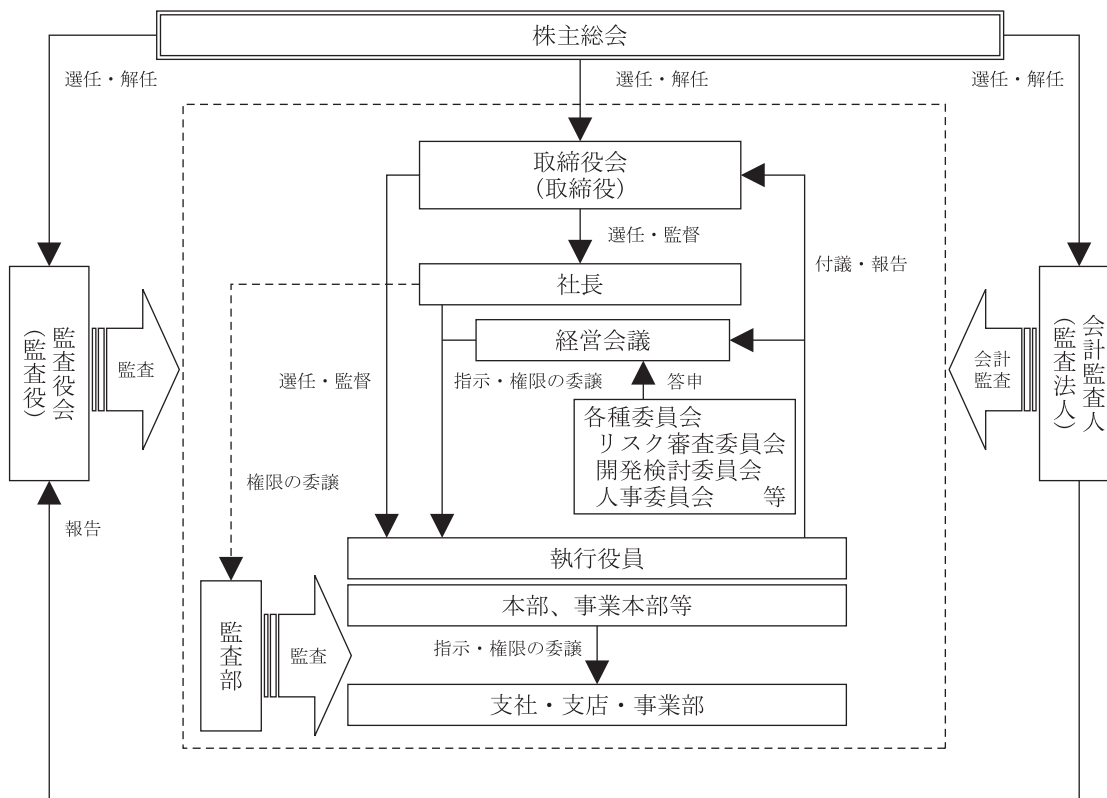 株主総会
選任・解任
選任・解任
選任・解任
取締役会
（取締役）
選任・監督
付議・報告
社長
経営会議
監査役会
（監査役）
監査
会計
監査
会計監査人
（監査法人）
選任・監督
指示・権限の委譲
答申
各種委員会
リスク審査委員会
開発検討委員会
人事委員会　等
権限の委譲
報告
執行役員
本部、事業本部等
監査部
監査
指示・権限の委譲
支社・支店・事業部